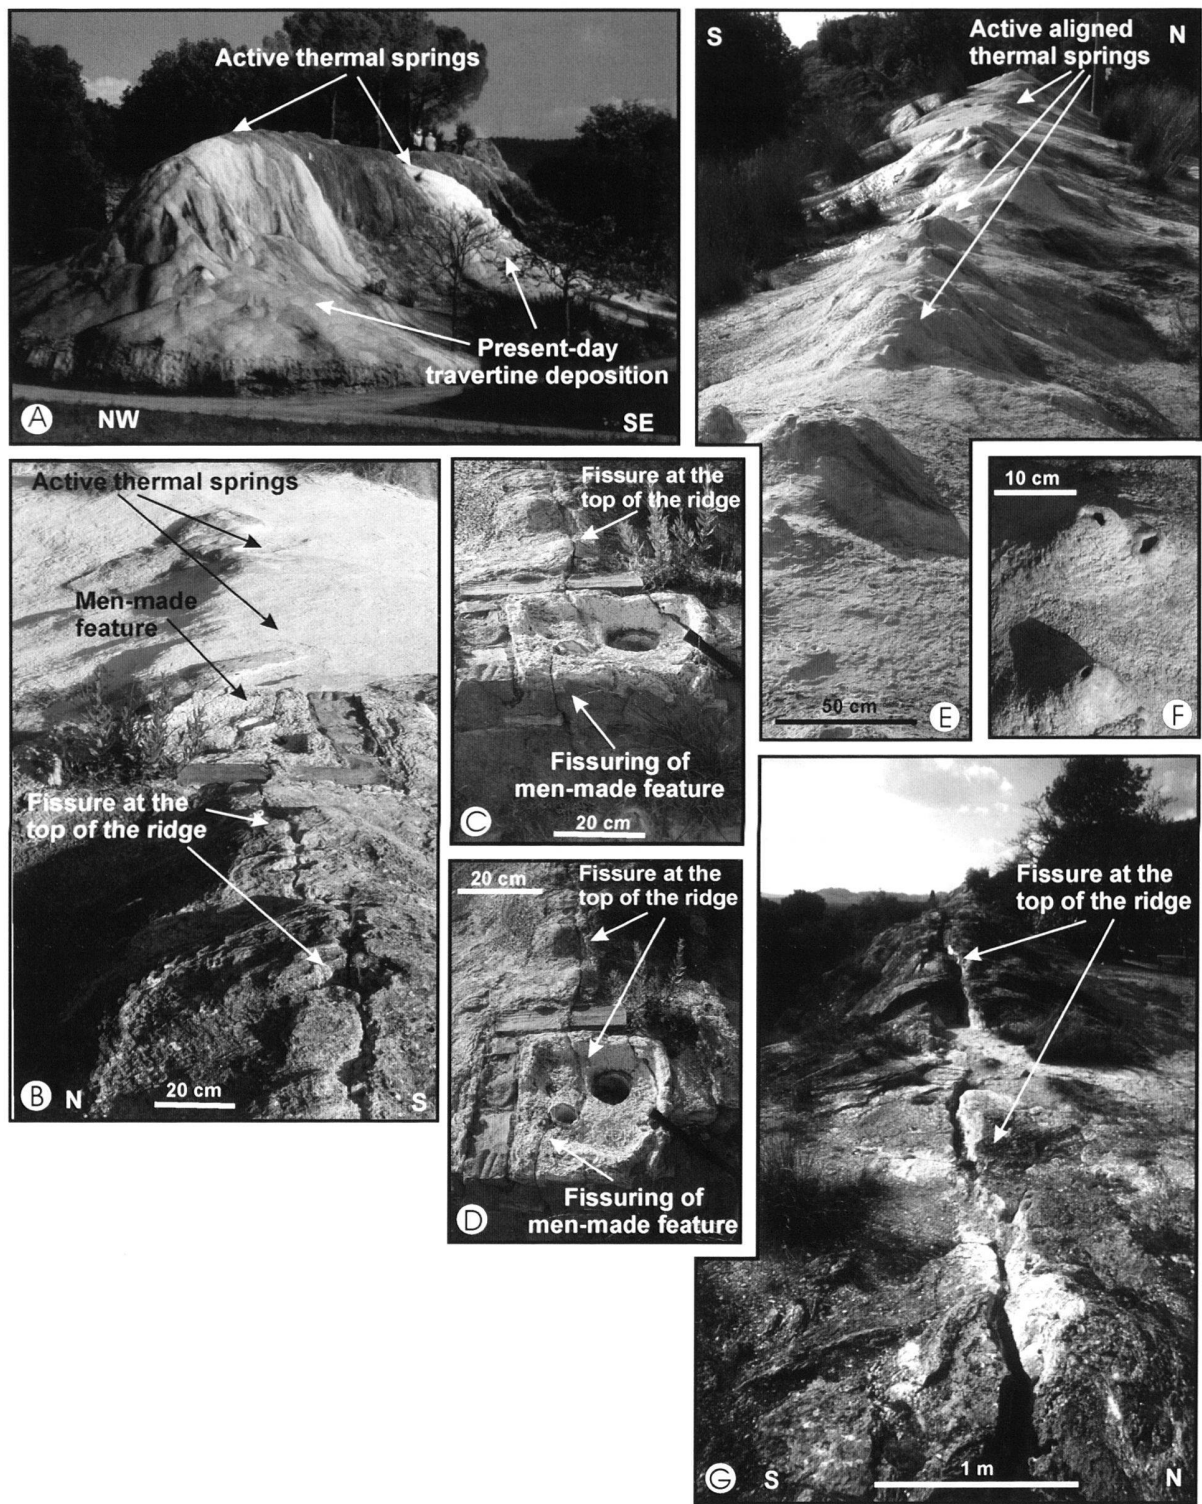 Active thermal springs
Present-day
travertine deposition
A
NW
SE
S
N
Active aligned
thermal springs
50 cm
E
Active thermal springs
Men-made
feature
Fissure at the
top of the ridge
20 cm
B
N
S
Fissure at the
top of the ridge
Fissuring of
men-made feature
20 cm
C
20 cm
Fissure at the
top of the ridge
Fissuring of
men-made feature
D
10 cm
F
Fissure at the
top of the ridge
1 m
G
S
N